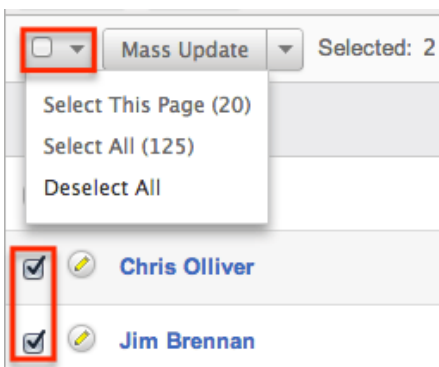 Mass Update Selected: 2
Select This Page (20)
Select All (125)
Deselect All
Chris Olliver
Jim Brennan